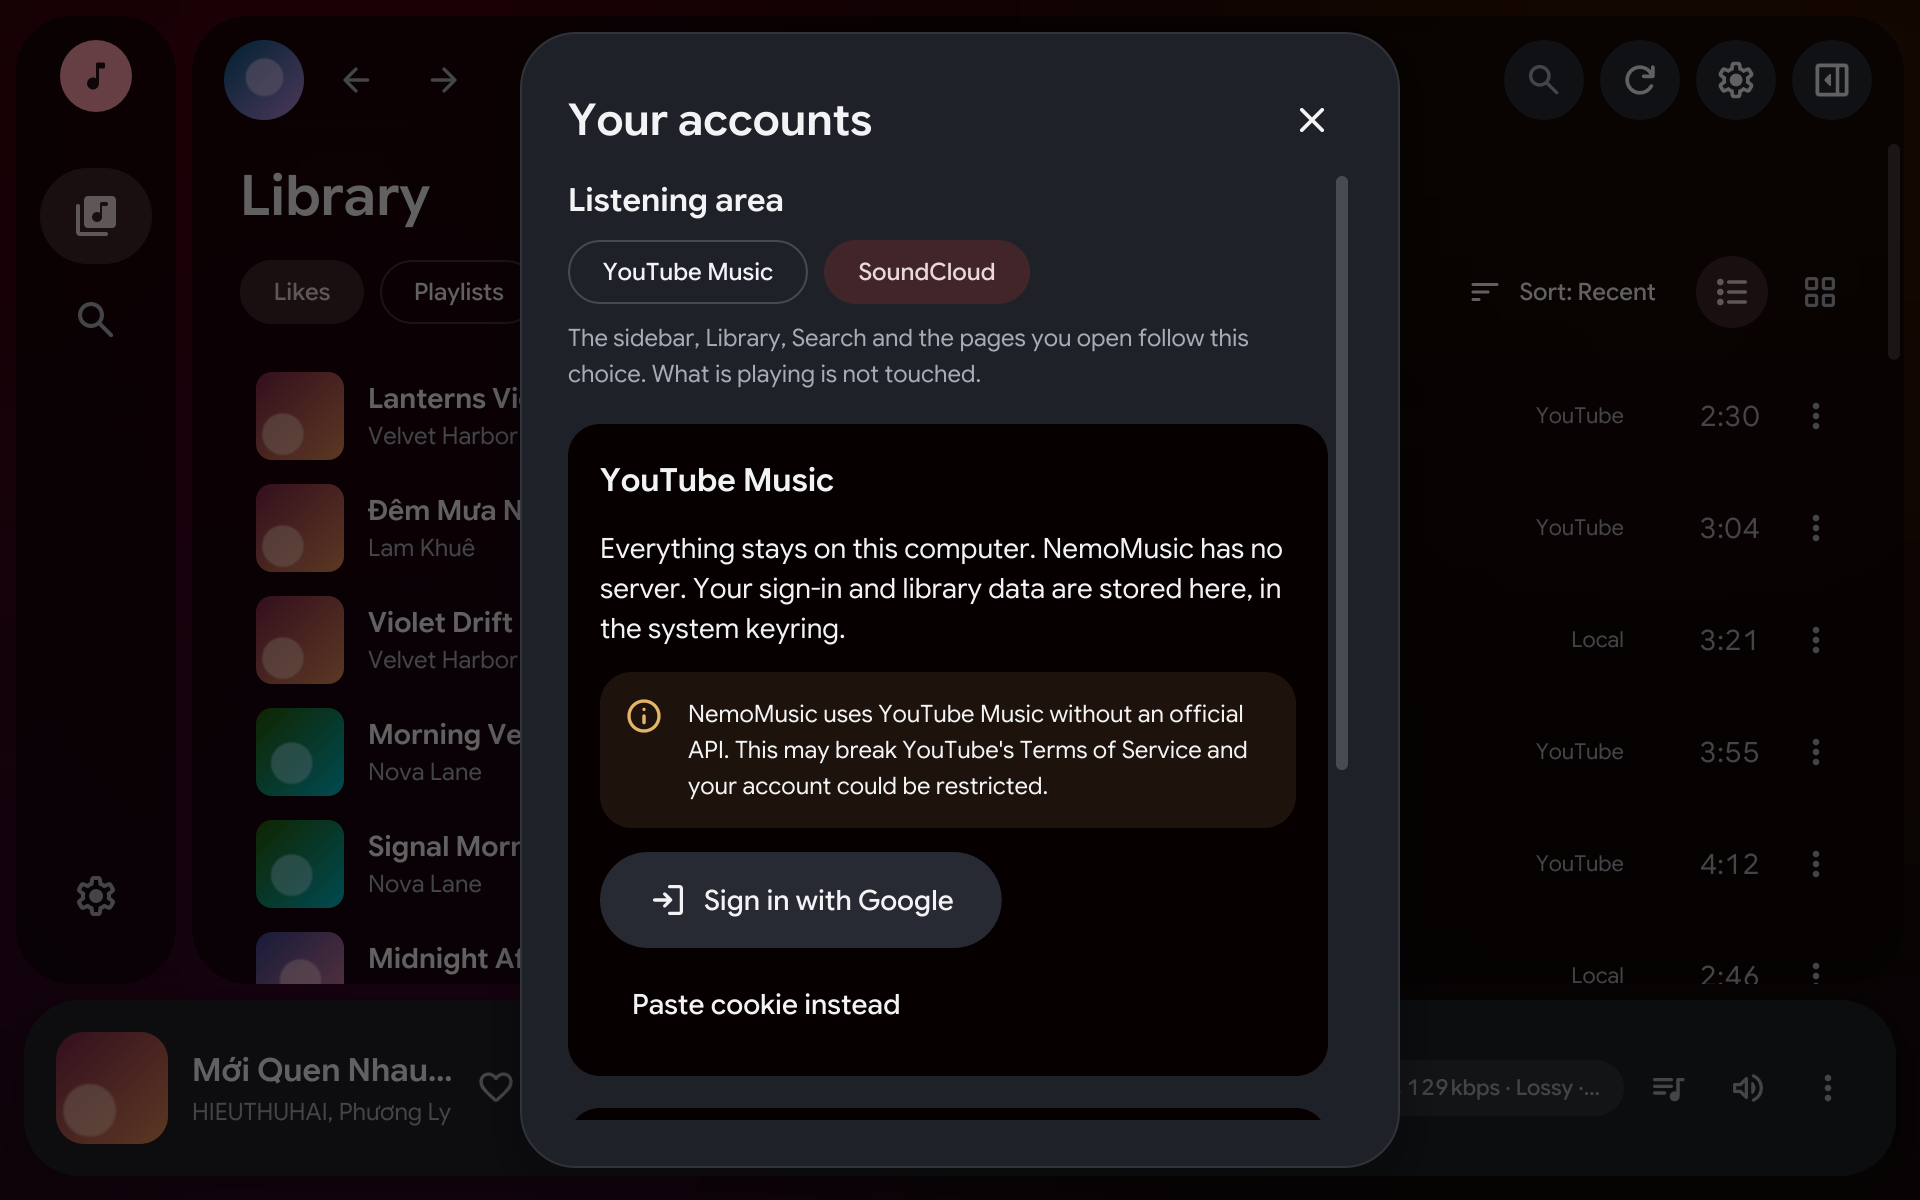 Your accounts
Listening area
YouTube Music
SoundCloud
The sidebar, Library, Search and the pages you open follow this
choice. What is playing is not touched.
YouTube Music
Everything stays on this computer. NemoMusic has no
server. Your sign-in and library data are stored here, in
the system keyring.
NemoMusic uses YouTube Music without an official
API. This may break YouTube's Terms of Service and
your account could be restricted.
Sign in with Google
Paste cookie instead
Library
Likes
Playlists
Sort: Recent
Lanterns
Velvet Harbor
YouTube
2:30
Đêm Mưa
Lam Khuê
YouTube
3:04
Violet Drift
Velvet Harbor
Local
3:21
Morning
Nova Lane
YouTube
3:55
Signal
Nova Lane
YouTube
4:12
Midnight
Local
2:46
Mới Quen Nhau...
HIEUTHUHAI, Phương Ly
129kbps · Lossy ·...